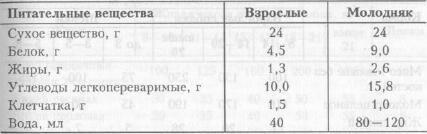 Питательные вещества Взрослые Молодняк
Сухое вещество, г 24 24
Белок, г 4,5 9,0
Жиры, г 1,3 2,6
Углеводы легкопереваримые, г 10,0 15,8
Клетчатка, г 1,5 1,0
Вода, мл 40 80—120